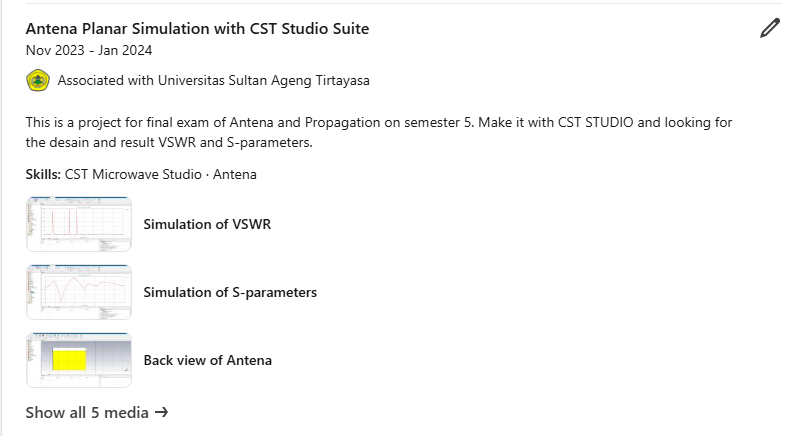 Antena Planar Simulation with CST Studio Suite
Nov 2023 - Jan 2024
Associated with Universitas Sultan Ageng Tirtayasa
This is a project for final exam of Antena and Propagation on semester 5. Make it with CST STUDIO and looking for
the desain and result VSWR and S-parameters.
Skills: CST Microwave Studio · Antena
Simulation of VSWR
Simulation of S-parameters
Back view of Antena
Show all 5 media →